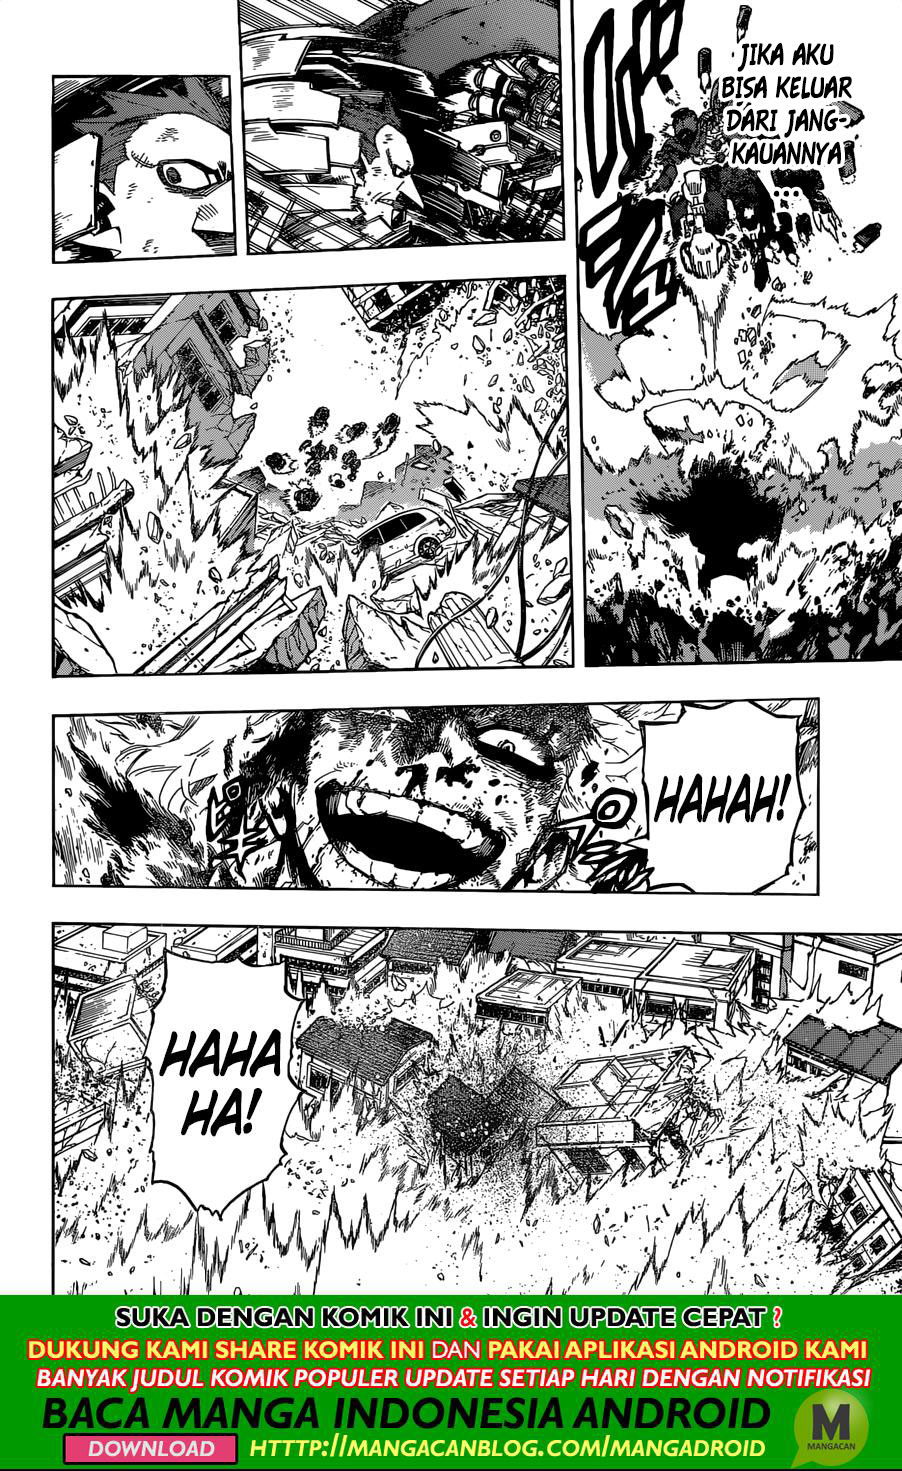 JIKA AKU
BISA KELUAR
DARI JANG-
KAUANNYA
...
HAHAH!
HAHA
HA!
SUKA DENGAN KOMIK INI & INGIN UPDATE CEPAT ?
DUKUNG KAMI SHARE KOMIK INI DAN PAKAI APLIKASI ANDROID KAMI
BANYAK JUDUL KOMIK POPULER UPDATE SETIAP HARI DENGAN NOTIFIKASI
BACA MANGA INDONESIA ANDROID
DOWNLOAD HTTTP://MANGACANBLOG.COM/MANGADROID
M
MANGACAN